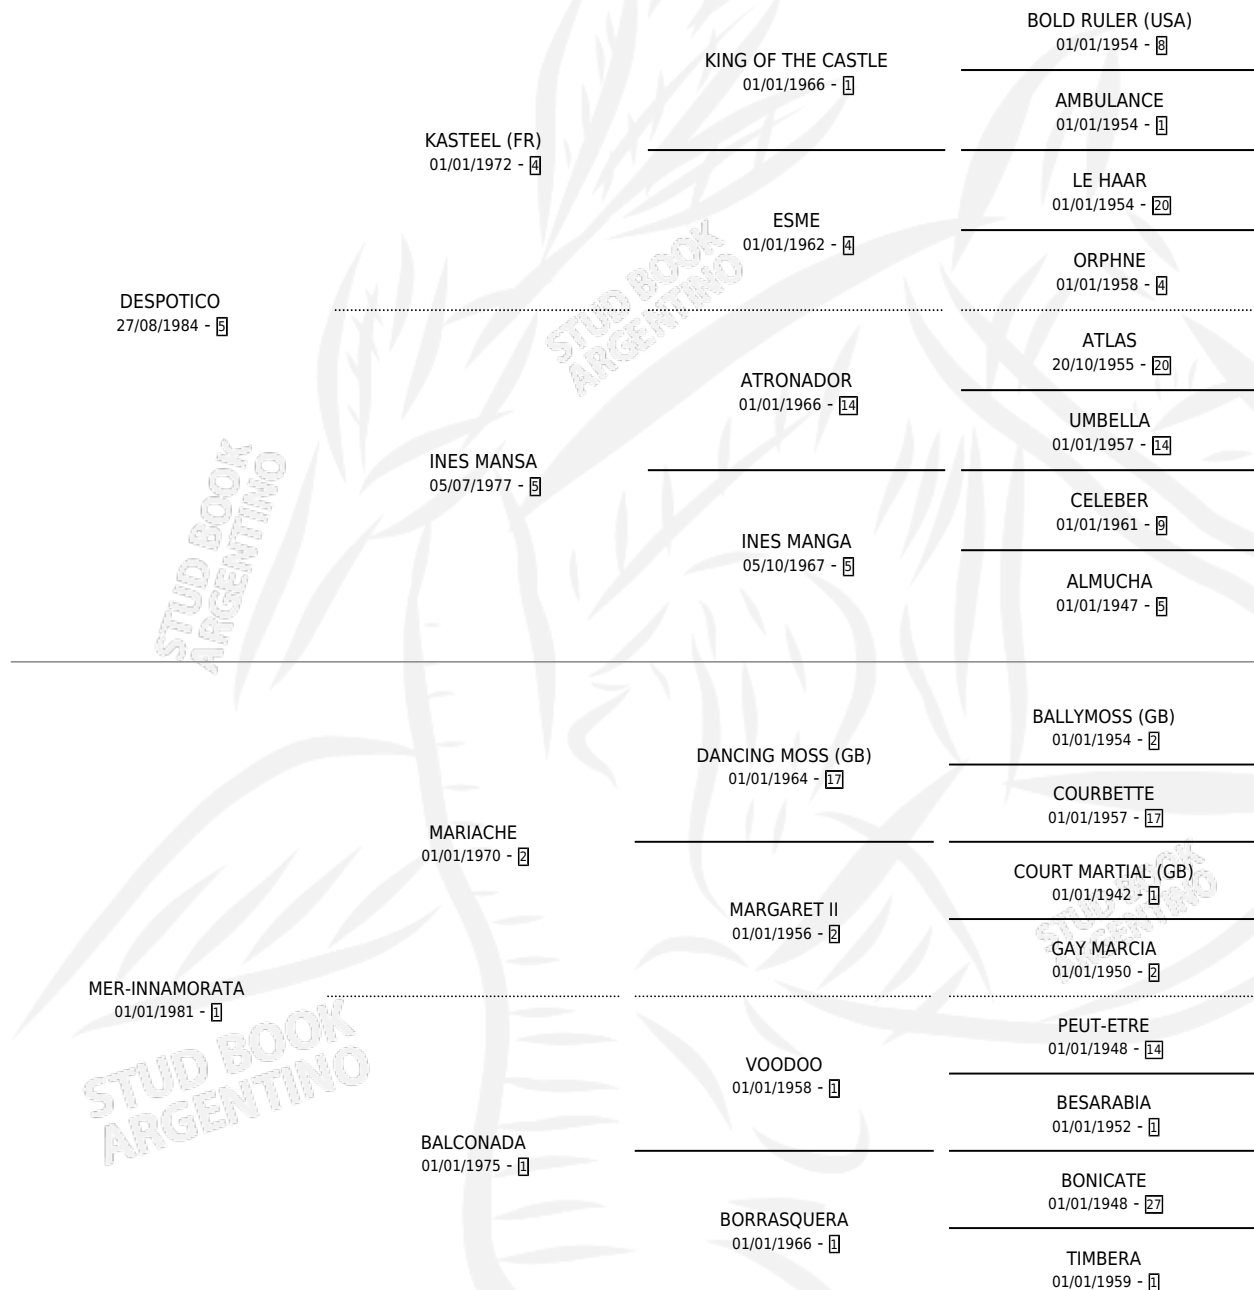 BOLD RULER (USA)
01/01/1954 - 8
KING OF THE CASTLE
01/01/1966 - 1
AMBULANCE
01/01/1954 - 1
KASTEEL (FR)
01/01/1972 - 4
LE HAAR
01/01/1954 - 20
ESME
01/01/1962 - 4
ORPHNE
01/01/1958 - 4
DESPOTICO
27/08/1984 - 5
ATLAS
20/10/1955 - 20
ATRONADOR
01/01/1966 - 14
UMBELLA
01/01/1957 - 14
INES MANSA
05/07/1977 - 5
CELEBER
01/01/1961 - 9
INES MANGA
05/10/1967 - 5
ALMUCHA
01/01/1947 - 5
BALLYMOSS (GB)
01/01/1954 - 2
DANCING MOSS (GB)
01/01/1964 - 17
COURBETTE
01/01/1957 - 17
MARIACHE
01/01/1970 - 2
COURT MARTIAL (GB)
01/01/1942 - 1
MARGARET II
01/01/1956 - 2
GAY MARCIA
01/01/1950 - 2
MER-INNAMORATA
01/01/1981 - 1
PEUT-ETRE
01/01/1948 - 14
VOODOO
01/01/1958 - 1
BESARABIA
01/01/1952 - 1
BALCONADA
01/01/1975 - 1
BONICATE
01/01/1948 - 27
BORRASQUERA
01/01/1966 - 1
TIMBERA
01/01/1959 - 1
STUD BOOK
ARGENTINO
STUD BOOK
ARGENTINO
STUD BOOK
ARGENTINO
STUD BOOK
ARGENTINO